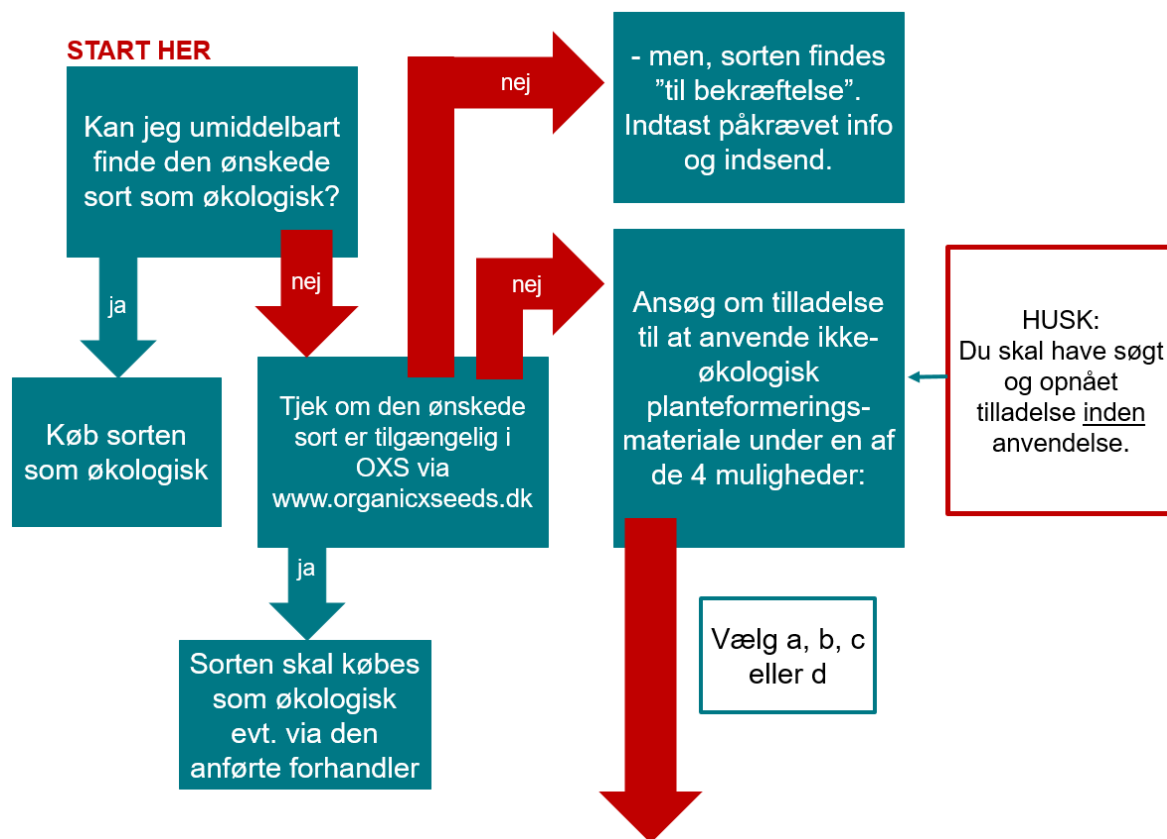 START HER
Kan jeg umiddelbart
finde den ønskede
sort som økologisk?
ja
nej
Køb sorten
som økologisk
Tjek om den ønskede
sort er tilgængelig i
OXS via
www.organicxseeds.dk
ja
Sorten skal købes
som økologisk
evt. via den
anførte forhandler
nej
- men, sorten findes
”til bekræftelse”.
Indtast påkrævet info
og indsend.
nej
Ansøg om tilladelse
til at anvende ikke-
økologisk
planteformerings-
materiale under en af
de 4 muligheder:
HUSK:
Du skal have søgt
og opnået
tilladelse inden
anvendelse.
Vælg a, b, c
eller d